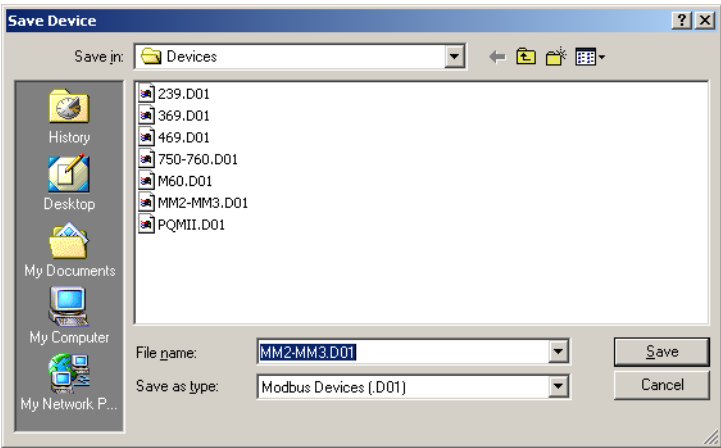 Save Device
Save in: Devices
History
Desktop
My Documents
My Computer
My Network P...
239.D01
369.D01
469.D01
750-760.D01
M60.D01
MM2-MM3.D01
PQMII.D01
File name: MM2-MM3.D01 Save
Save as type: Modbus Devices (.D01) Cancel